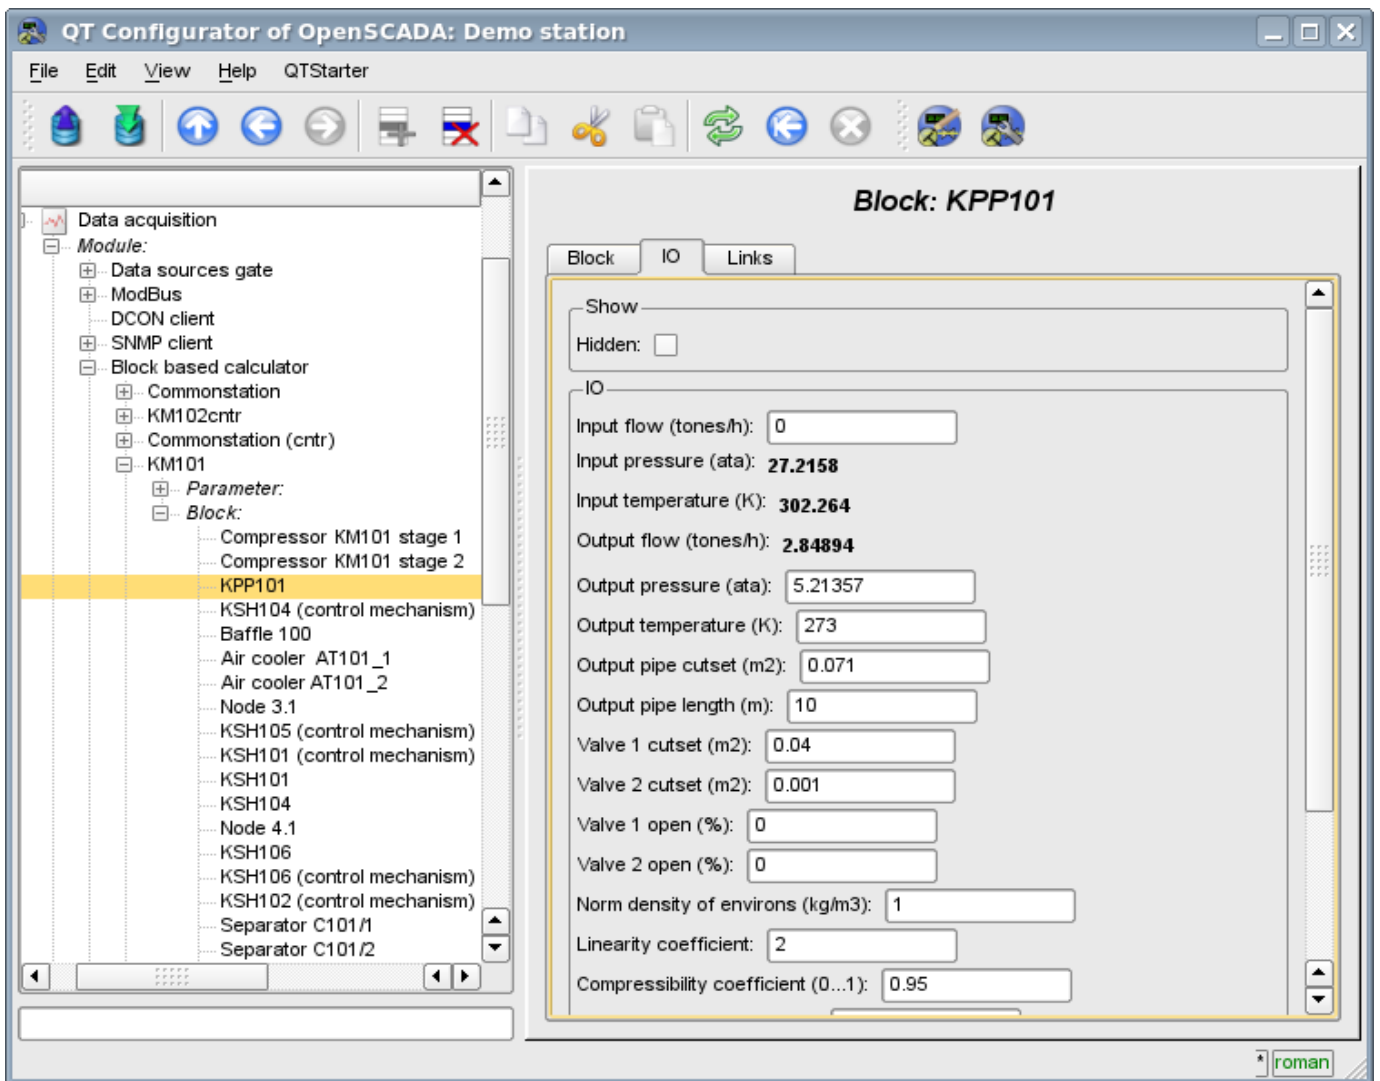 QT Configurator of OpenSCADA: Demo station
File Edit View Help QTStarter
Data acquisition
Module:
Data sources gate
ModBus
DCON client
SNMP client
Block based calculator
Commonstation
KM102cntr
Commonstation (cntr)
KM101
Parameter:
Block:
Compressor KM101 stage 1
Compressor KM101 stage 2
KPP101
KSH104 (control mechanism)
Baffle 100
Air cooler  AT101_1
Air cooler AT101_2
Node 3.1
KSH105 (control mechanism)
KSH101 (control mechanism)
KSH101
KSH104
Node 4.1
KSH106
KSH106 (control mechanism)
KSH102 (control mechanism)
Separator C101/1
Separator C101/2
Block: KPP101
Block IO Links
Show
Hidden:
IO
Input flow (tones/h): 0
Input pressure (ata): 27.2158
Input temperature (K): 302.264
Output flow (tones/h): 2.84894
Output pressure (ata): 5.21357
Output temperature (K): 273
Output pipe cutset (m2): 0.071
Output pipe length (m): 10
Valve 1 cutset (m2): 0.04
Valve 2 cutset (m2): 0.001
Valve 1 open (%): 0
Valve 2 open (%): 0
Norm density of environs (kg/m3): 1
Linearity coefficient: 2
Compressibility coefficient (0...1): 0.95
* roman